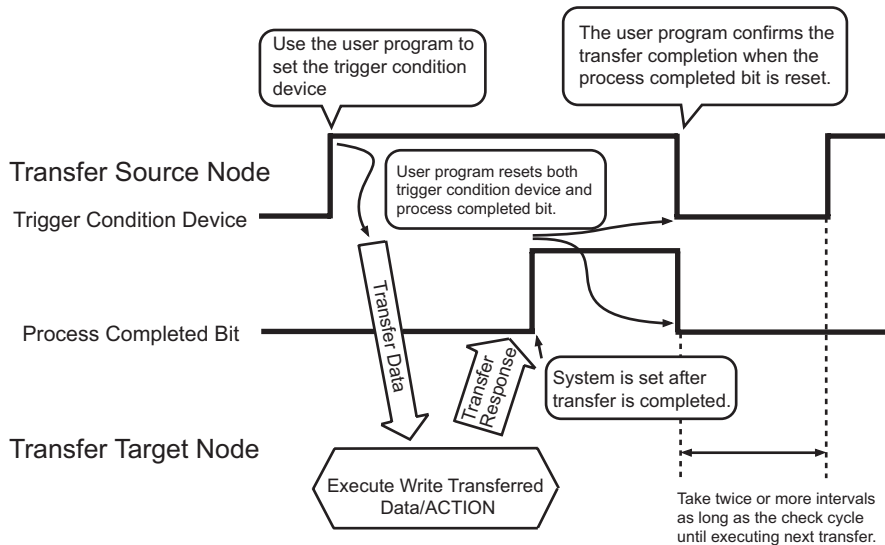 Use the user program to
set the trigger condition
device
The user program confirms the
transfer completion when the
process completed bit is reset.
Transfer Source Node
User program resets both
trigger condition device and
process completed bit.
Trigger Condition Device
Transfer Data
Process Completed Bit
Transfer
Response
System is set after
transfer is completed.
Transfer Target Node
Execute Write Transferred
Data/ACTION
Take twice or more intervals
as long as the check cycle
until executing next transfer.